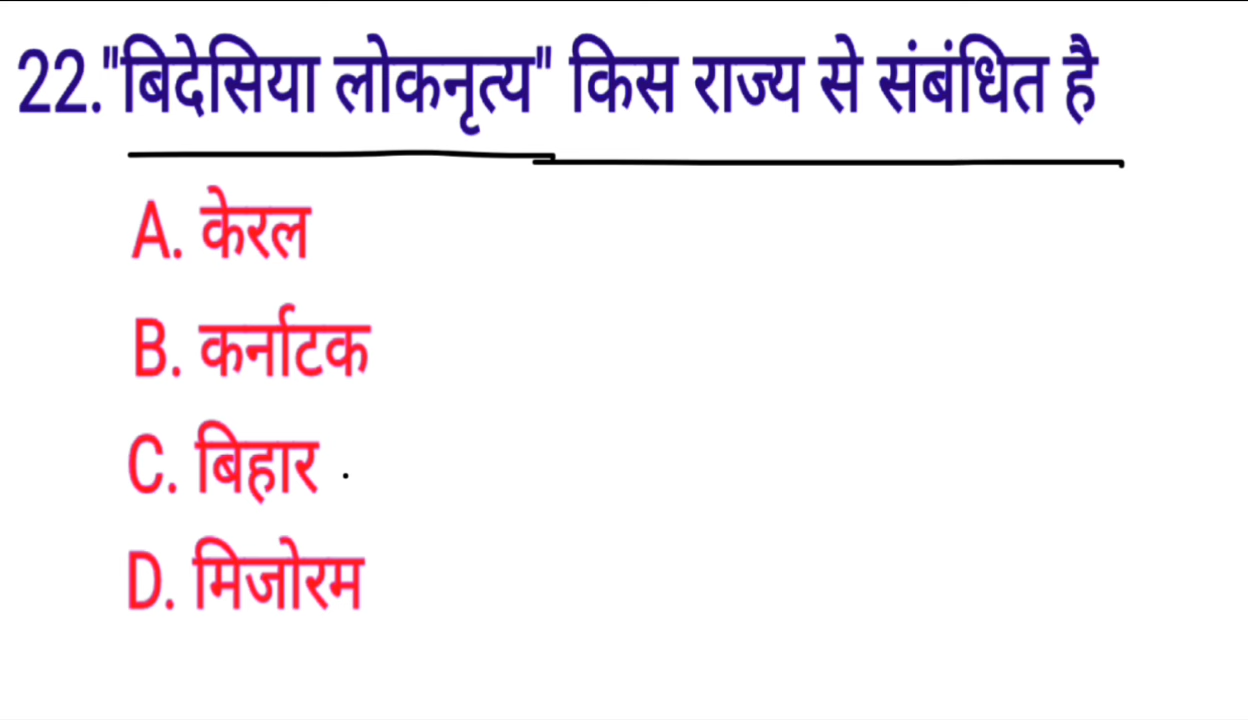 22."बिदेसिया लोकनृत्य" किस राज्य से संबंधित है
A. केरल
B. कर्नाटक
C. बिहार
D. मिजोरम